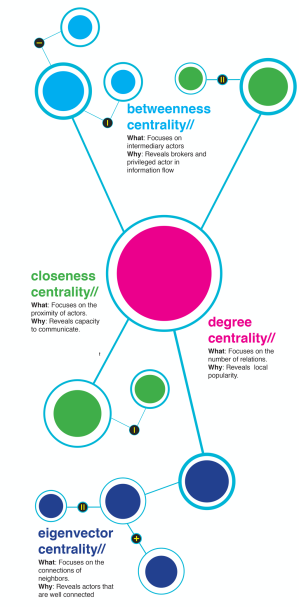 –
I
II
betweenness
centrality//
What: Focuses on
intermediary actors
Why: Reveals brokers and
privileged actor in
information flow
closeness
centrality//
What: Focuses on the
proximity of actors.
Why: Reveals capacity
to communicate.
degree
centrality//
What: Focuses on the
number of relations.
Why: Reveals local
popularity.
I
II
+
eigenvector
centrality//
What: Focuses on the
connections of
neighbors.
Why: Reveals actors that
are well connected